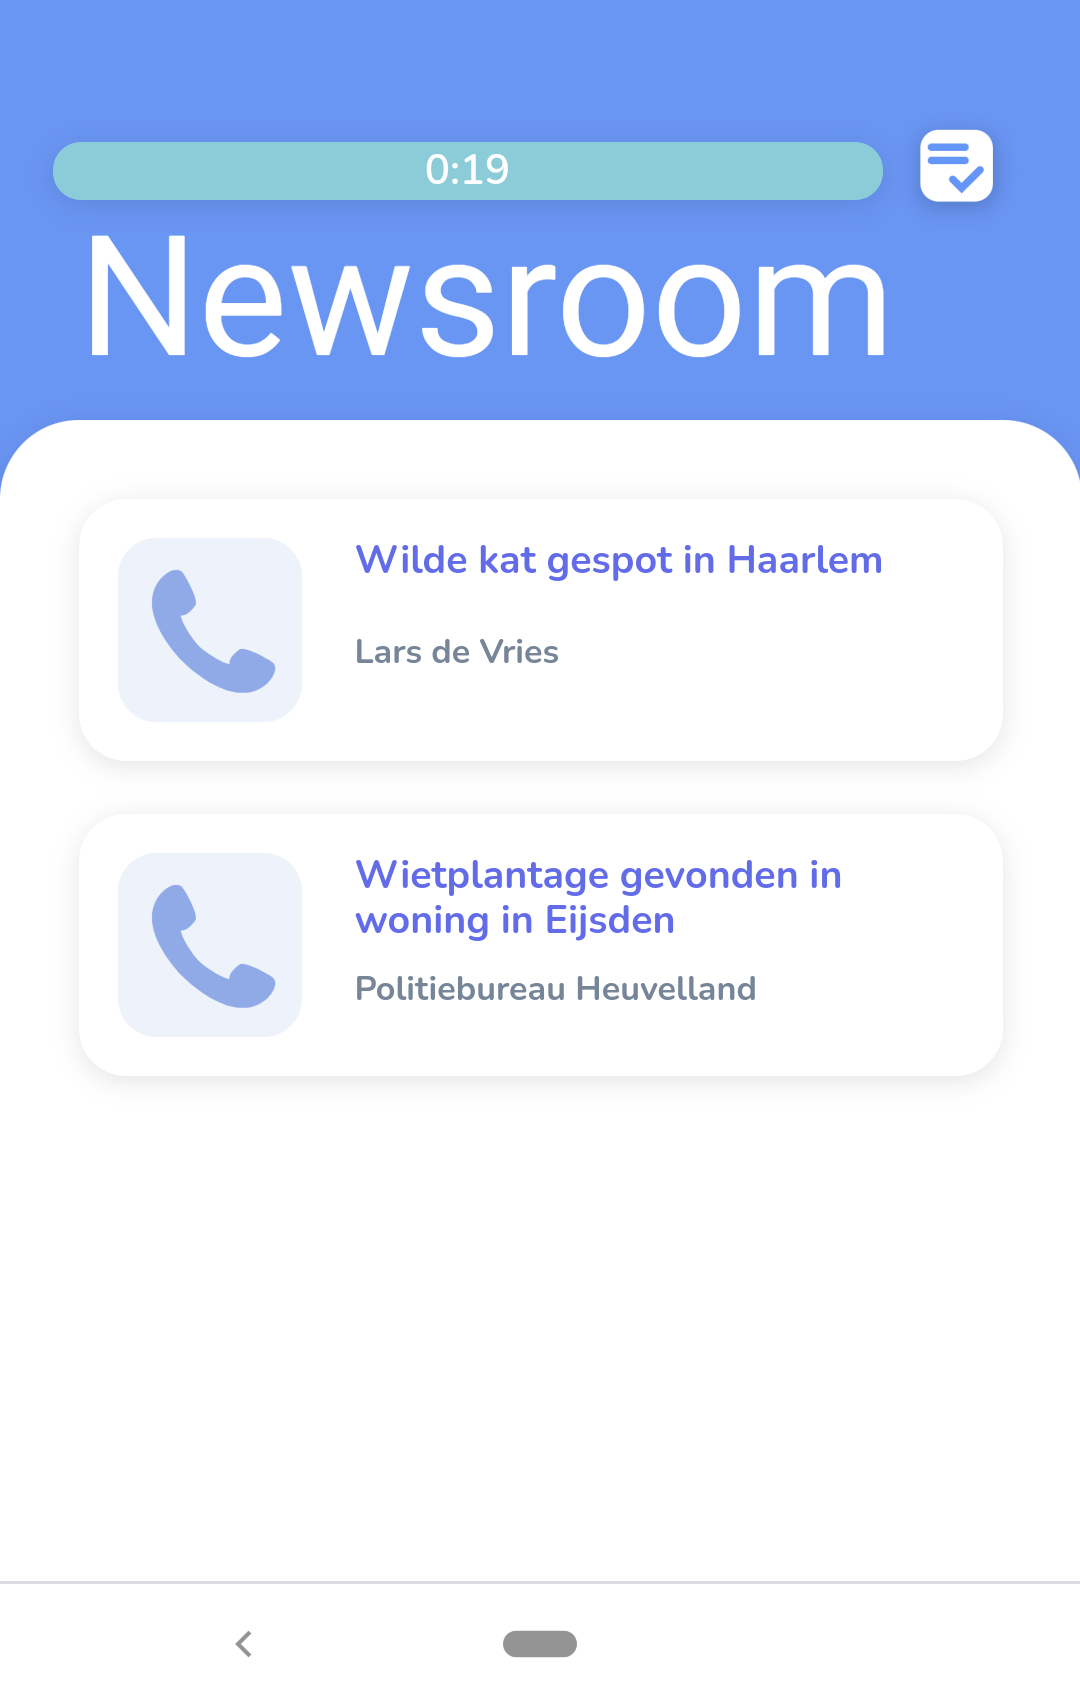 0:19
Newsroom
Wilde kat gespot in Haarlem
Lars de Vries
Wietplantage gevonden in
woning in Eijsden
Politiebureau Heuvelland